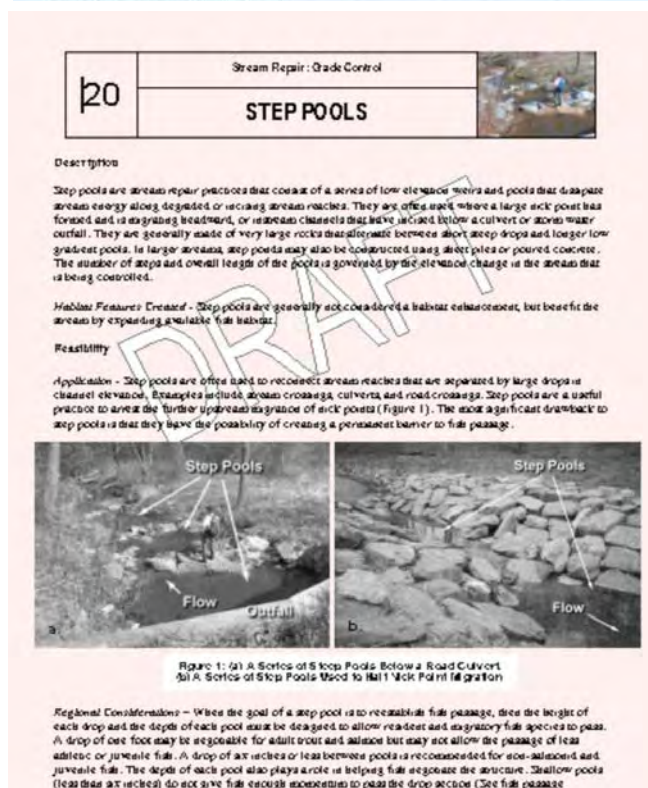 20
Stream Repair: Grade Control
STEP POOLS
Description
Step pools are stream repair practices that consist of a series of low elevation weirs and pools that dissipate
stream energy along degraded or incising stream reaches. They are often used where a large nick point has
formed and is migrating headward, or in stream channels that have incised below a culvert or storm water
outfall. They are generally made of very large rocks that alternate between short steep drops and longer low
gradient pools. In larger streams, step ponds may also be constructed using sheet piles or poured concrete.
The number of steps and overall length of the pools is governed by the elevation change in the stream that
is being controlled.
Habitat Features Created - Step pools are generally not considered a habitat enhancement, but benefit the
stream by expanding available fish habitat.
Feasibility
Application - Step pools are often used to reconnect stream reaches that are separated by large drops in
channel elevation. Examples include stream crossings, culverts, and road crossings. Step pools are a useful
practice to arrest the further upstream migration of nick points (Figure 1). The most significant drawback to
step pools is that they have the possibility of creating a permanent barrier to fish passage.
DRAFT
Step Pools
Flow
Outfall
a.
Step Pools
Flow
b.
Figure 1: (a) A Series of Steep Pools Below a Road Culvert
(b) A Series of Step Pools Used to Halt Nick Point Migration
Regional Considerations – When the goal of a step pool is to reestablish fish passage, then the height of
each drop and the depth of each pool must be designed to allow resident and migratory fish species to pass.
A drop of one foot may be negotiable for adult trout and salmon but may not allow the passage of less
athletic or juvenile fish. A drop of six inches or less between pools is recommended for non-salmonid and
juvenile fish. The depth of each pool also plays a role in helping fish negotiate the structure. Shallow pools
(less than six inches) do not give fish enough momentum to pass the drop section (See fish passage